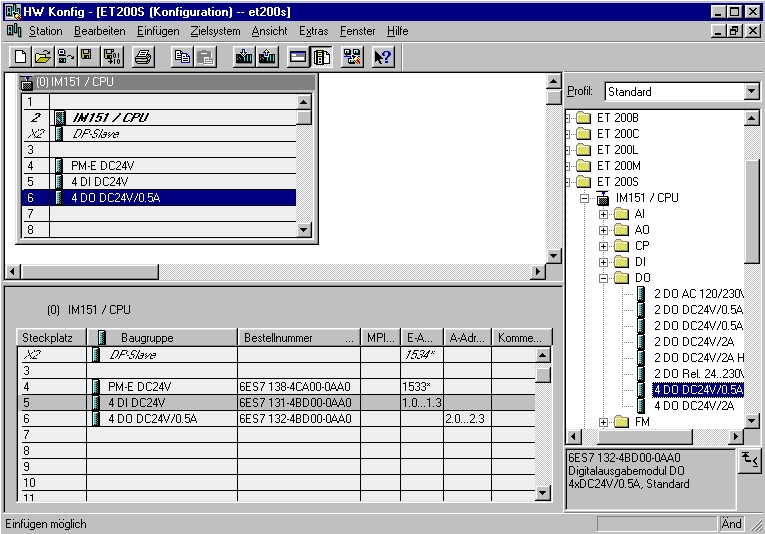 HW Konfig - [ET200S (Konfiguration) -- et200s]
Station Bearbeiten Einfügen Zielsystem Ansicht Extras Fenster Hilfe
(0) IM151 / CPU
1
2 IM151 / CPU
X2 DP-Slave
3
4 PM-E DC24V
5 4 DI DC24V
6 4 DO DC24V/0.5A
7
8
Profil: Standard
ET 200B
ET 200C
ET 200L
ET 200M
ET 200S
IM151 / CPU
AI
AO
CP
DI
DO
2 DO AC 120/230V
2 DO DC24V/0.5A
2 DO DC24V/0.5A
2 DO DC24V/2A
2 DO DC24V/2A H
2 DO Rel. 24..230V
4 DO DC24V/0.5A
4 DO DC24V/2A
FM
(0) IM151 / CPU
Steckplatz Baugruppe Bestellnummer ... MPI... E-A... A-Adr... Komme...
X2 DP-Slave 1534*
3
4 PM-E DC24V 6ES7 138-4CA00-0AA0 1533*
5 4 DI DC24V 6ES7 131-4BD00-0AA0 1.0...1.3
6 4 DO DC24V/0.5A 6ES7 132-4BD00-0AA0 2.0...2.3
7
8
9
10
11
6ES7 132-4BD00-0AA0
Digitalausgabemodul DO
4xDC24V/0.5A, Standard
Einfügen möglich
Änd